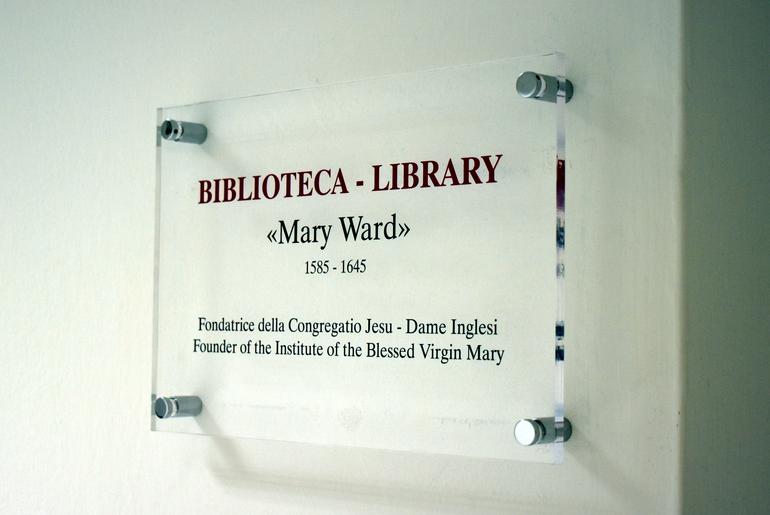 BIBLIOTECA - LIBRARY
«Mary Ward»
1585 - 1645
Fondatrice della Congregatio Jesu - Dame Inglesi
Founder of the Institute of the Blessed Virgin Mary